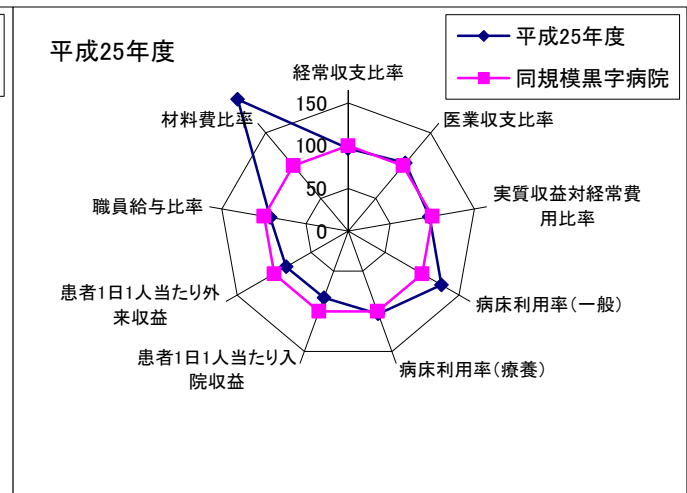 平成25年度
平成25年度
同規模黒字病院
経常収支比率
医業収支比率
実質収益対経常費
用比率
病床利用率(一般)
病床利用率(療養)
患者1日1人当たり入
院収益
患者1日1人当たり外
来収益
職員給与比率
材料費比率
150
100
50
0